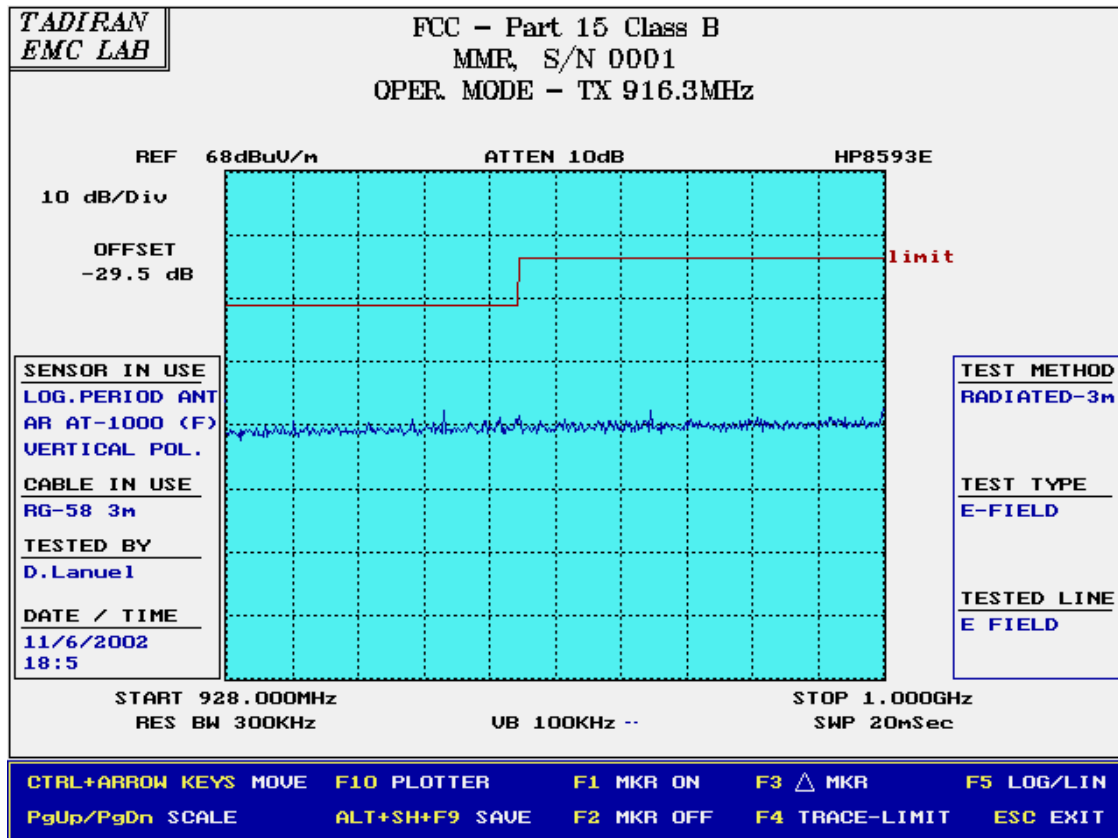 TADIRAN
EMC LAB
FCC – Part 15 Class B
MMR, S/N 0001
OPER. MODE – TX 916.3MHz
REF 68dBuV/m ATTEN 10dB HP8593E
10 dB/Div
OFFSET
-29.5 dB
limit
SENSOR IN USE
LOG.PERIOD ANT
AR AT-1000 (F)
VERTICAL POL.
CABLE IN USE
RG-58 3m
TESTED BY
D.Lanuel
DATE / TIME
11/6/2002
18:5
TEST METHOD
RADIATED-3m
TEST TYPE
E-FIELD
TESTED LINE
E FIELD
START 928.000MHz STOP 1.000GHz
RES BW 300KHz VB 100KHz -- SWP 20mSec
CTRL+ARROW KEYS MOVE F10 PLOTTER F1 MKR ON F3 △ MKR F5 LOG/LIN
PgUp/PgDn SCALE ALT+SH+F9 SAVE F2 MKR OFF F4 TRACE-LIMIT ESC EXIT